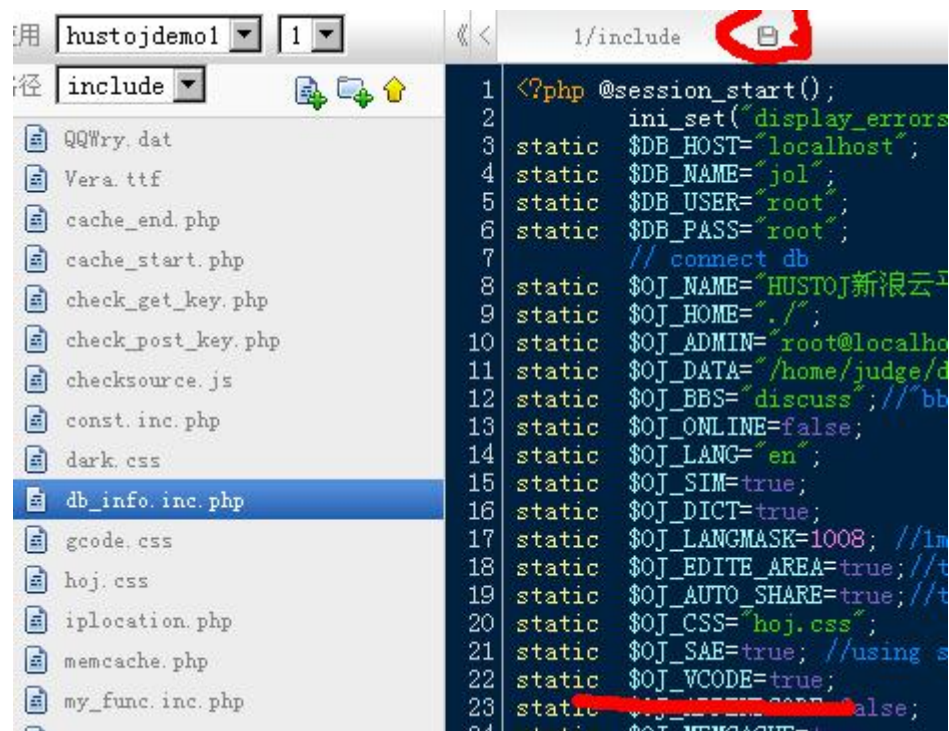 用 hustojdemo1 1
径 include
QQWry.dat
Vera.ttf
cache_end.php
cache_start.php
check_get_key.php
check_post_key.php
checksource.js
const.inc.php
dark.css
db_info.inc.php
gcode.css
hoj.css
iplocation.php
memcache.php
my_func.inc.php
《 < 1/include
1 <?php @session_start();
2 ini_set("display_errors
3 static $DB_HOST="localhost";
4 static $DB_NAME="jol";
5 static $DB_USER="root";
6 static $DB_PASS="root";
7 // connect db
8 static $OJ_NAME="HUSTOJ新浪云平
9 static $OJ_HOME="./";
10 static $OJ_ADMIN="root@localho
11 static $OJ_DATA="/home/judge/d
12 static $OJ_BBS="discuss";//"bb
13 static $OJ_ONLINE=false;
14 static $OJ_LANG="en";
15 static $OJ_SIM=true;
16 static $OJ_DICT=true;
17 static $OJ_LANGMASK=1008; //1m
18 static $OJ_EDITE_AREA=true;//t
19 static $OJ_AUTO_SHARE=true;//t
20 static $OJ_CSS="hoj.css";
21 static $OJ_SAE=true; //using s
22 static $OJ_VCODE=true;
23 static alse;